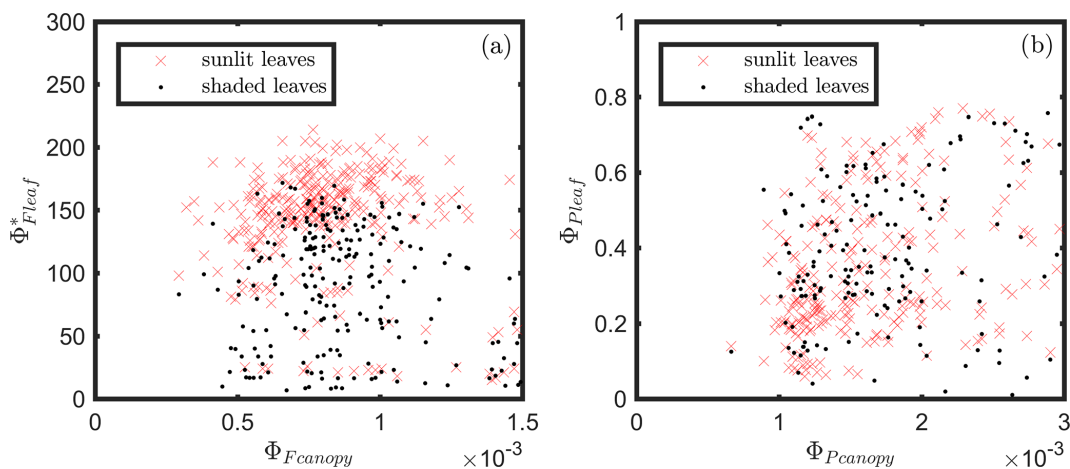 300
250
200
150
100
50
0
Φ*Fleaf
(a)
sunlit leaves
shaded leaves
0
0.5
1
1.5
ΦFcanopy
×10-3
1
0.8
0.6
0.4
0.2
0
ΦPleaf
(b)
sunlit leaves
shaded leaves
0
1
2
3
ΦPcanopy
×10-3